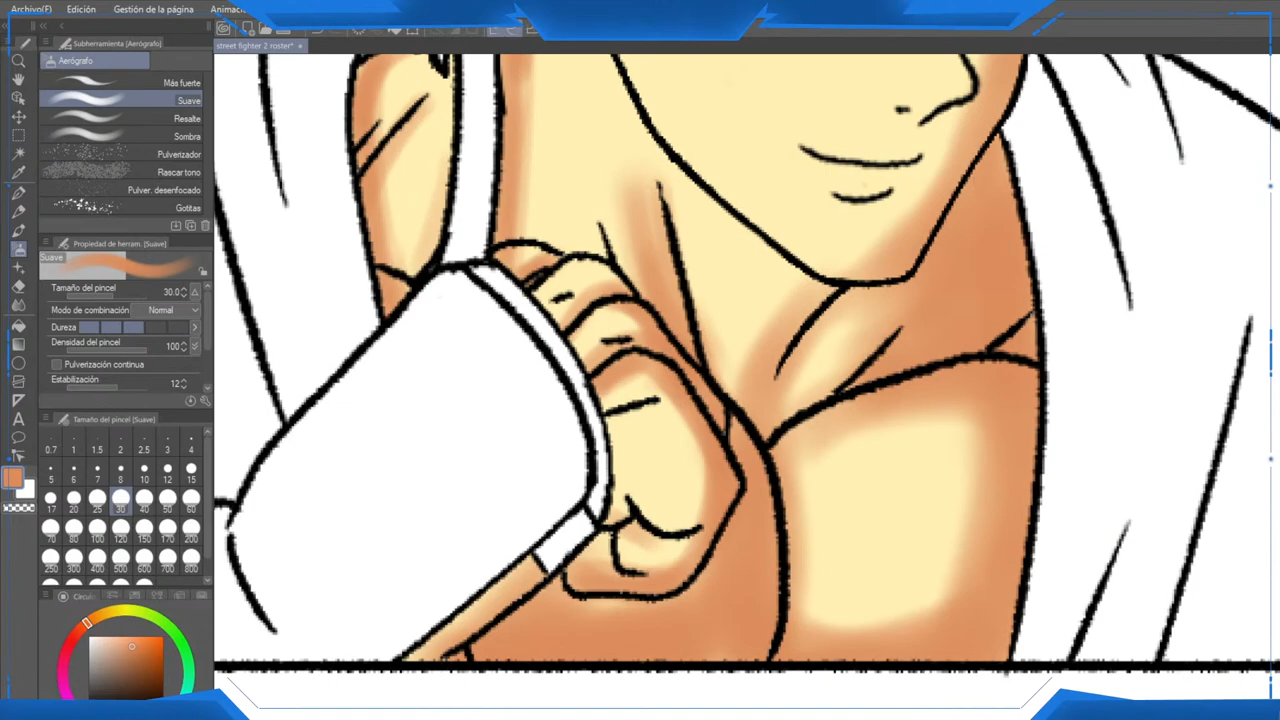 Archivo(F) Edición Gestión de la página Animació
Subherramienta [Aerógrafo]
street fighter 2 roster*
Aerógrafo
Más fuerte
Suave
Resalte
Sombra
Pulverizador
Rascar tono
Pulver. desenfocado
Gotitas
Propiedad de herram. [Suave]
Suave
Tamaño del pincel 30.0
Modo de combinación Normal
Dureza
Densidad del pincel 100
Pulverización continua
Estabilización 12
Tamaño del pincel [Suave]
0.7 1 1.5 2 2.5 3 4
5 6 7 8 10 12 15
17 20 25 30 40 50 60
70 80 100 120 150 170 200
250 300 400 500 600 700 800
Círculo